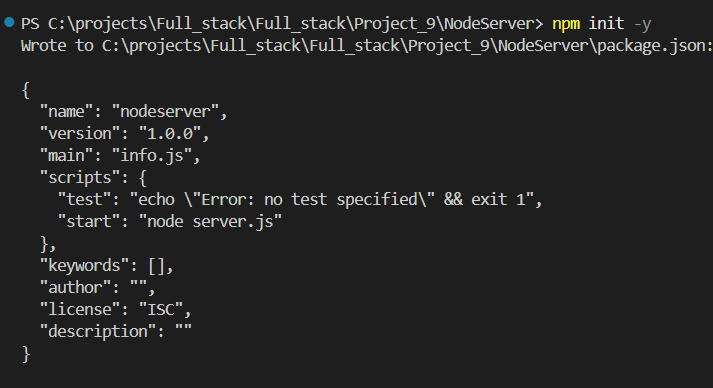 PS C:\projects\Full_stack\Full_stack\Project_9\NodeServer> npm init -y
Wrote to C:\projects\Full_stack\Full_stack\Project_9\NodeServer\package.json:

{
  "name": "nodeserver",
  "version": "1.0.0",
  "main": "info.js",
  "scripts": {
    "test": "echo \"Error: no test specified\" && exit 1",
    "start": "node server.js"
  },
  "keywords": [],
  "author": "",
  "license": "ISC",
  "description": ""
}